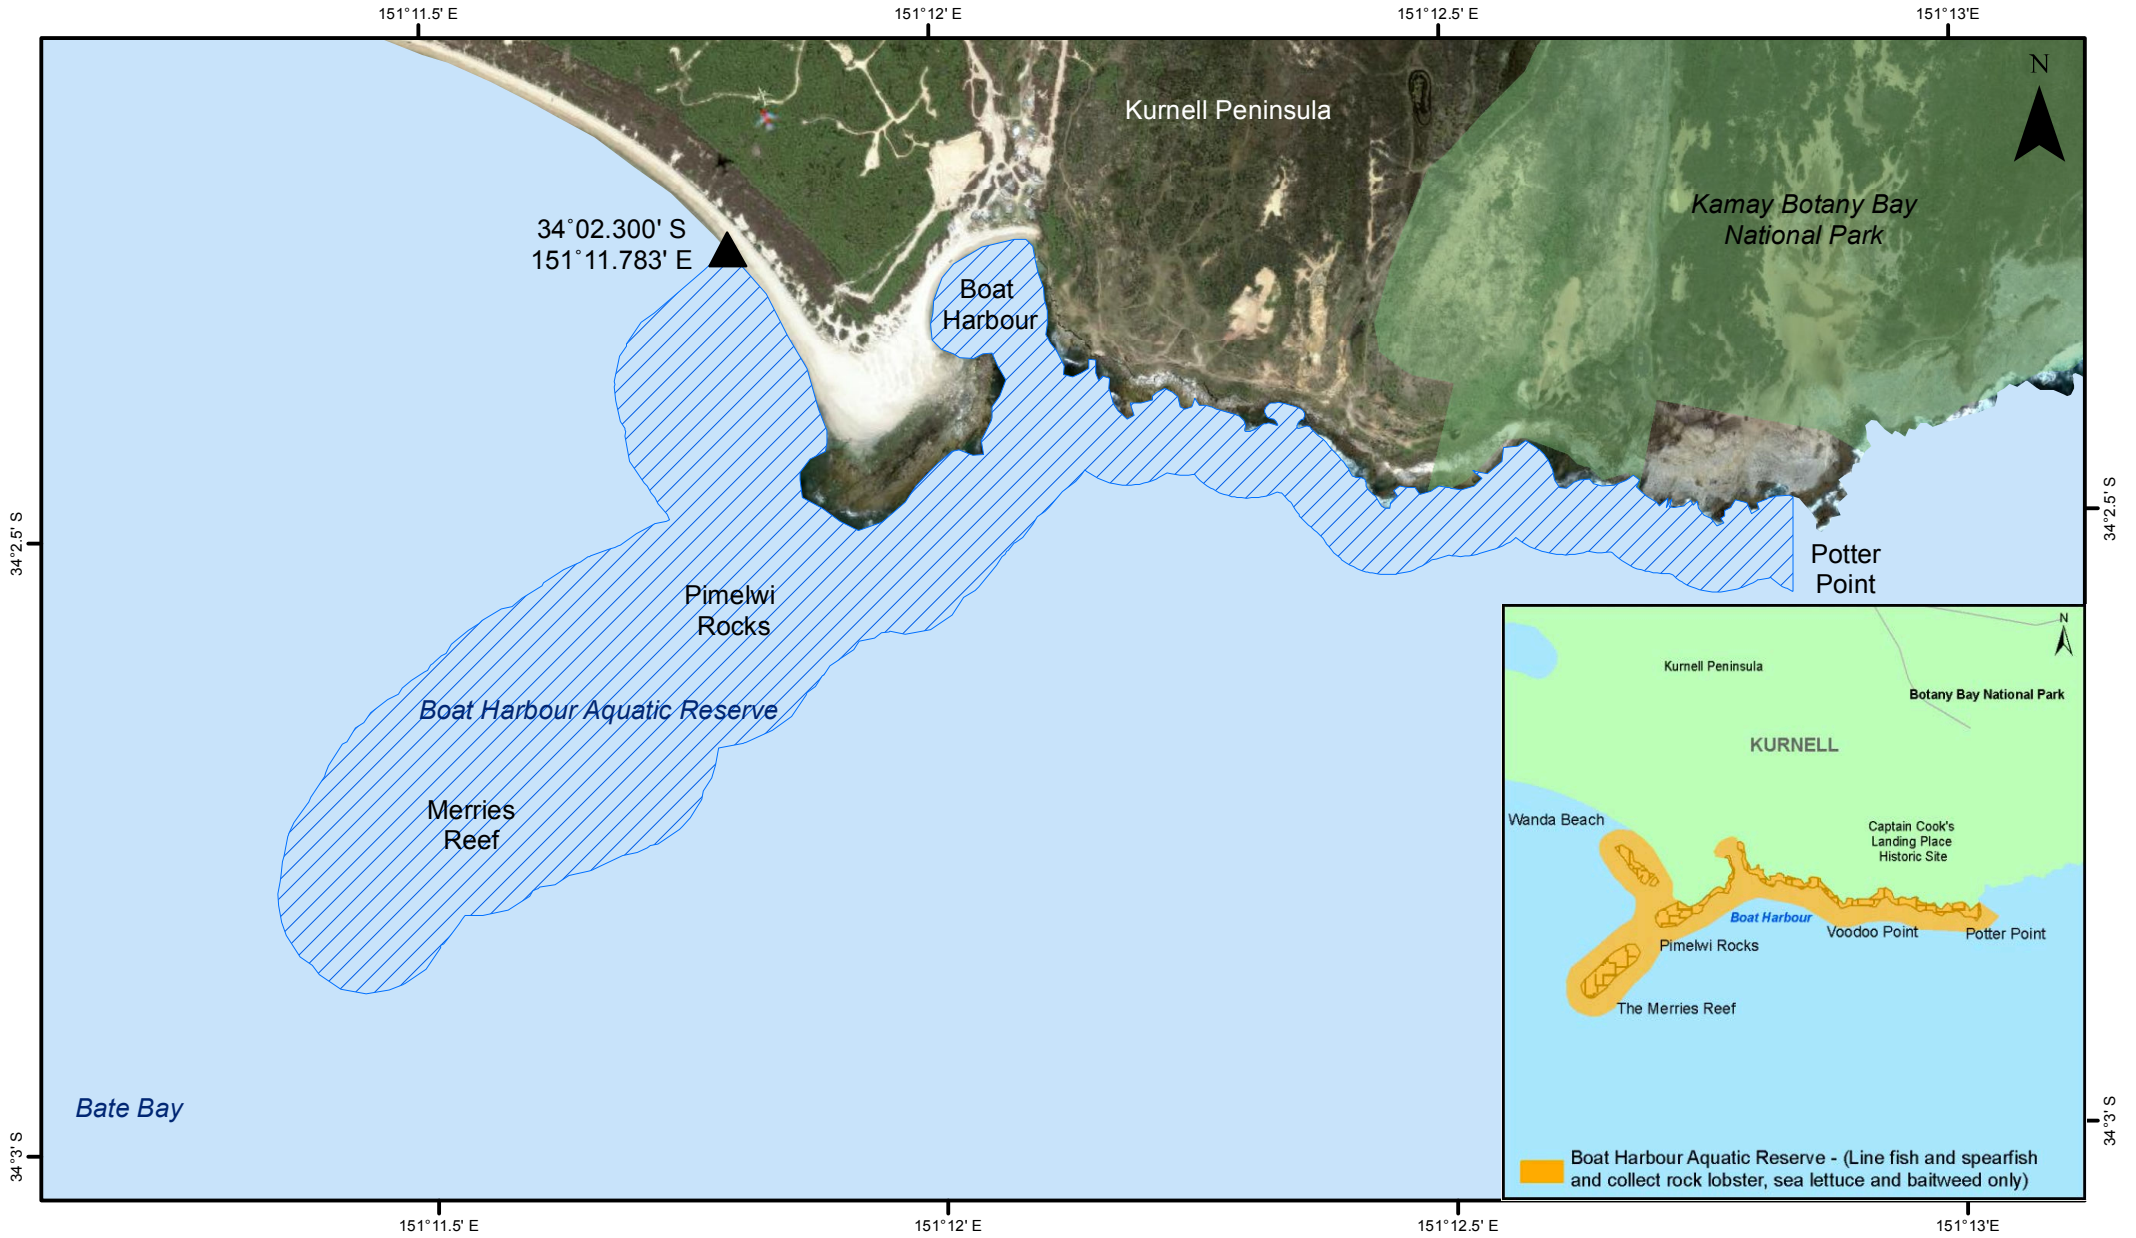 151°11.5' E
151°12' E
151°12.5' E
151°13'E
N
Kurnell Peninsula
Kamay Botany Bay
National Park
34°02.300' S
151°11.783' E
Boat
Harbour
34°2.5' S
34°2.5' S
Potter
Point
Pimelwi
Rocks
Boat Harbour Aquatic Reserve
Merries
Reef
Bate Bay
N
Kurnell Peninsula
Botany Bay National Park
KURNELL
Wanda Beach
Captain Cook's
Landing Place
Historic Site
Boat Harbour
Voodoo Point
Potter Point
Pimelwi Rocks
The Merries Reef
Boat Harbour Aquatic Reserve - (Line fish and spearfish
and collect rock lobster, sea lettuce and baitweed only)
34°3' S
34°3' S
151°11.5' E
151°12' E
151°12.5' E
151°13'E